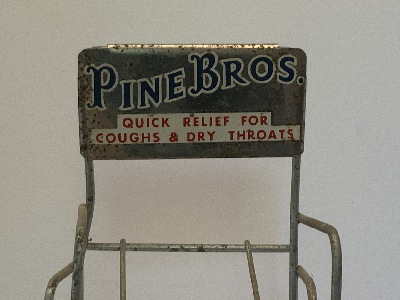 PINE BROS.
QUICK RELIEF FOR
COUGHS & DRY THROATS